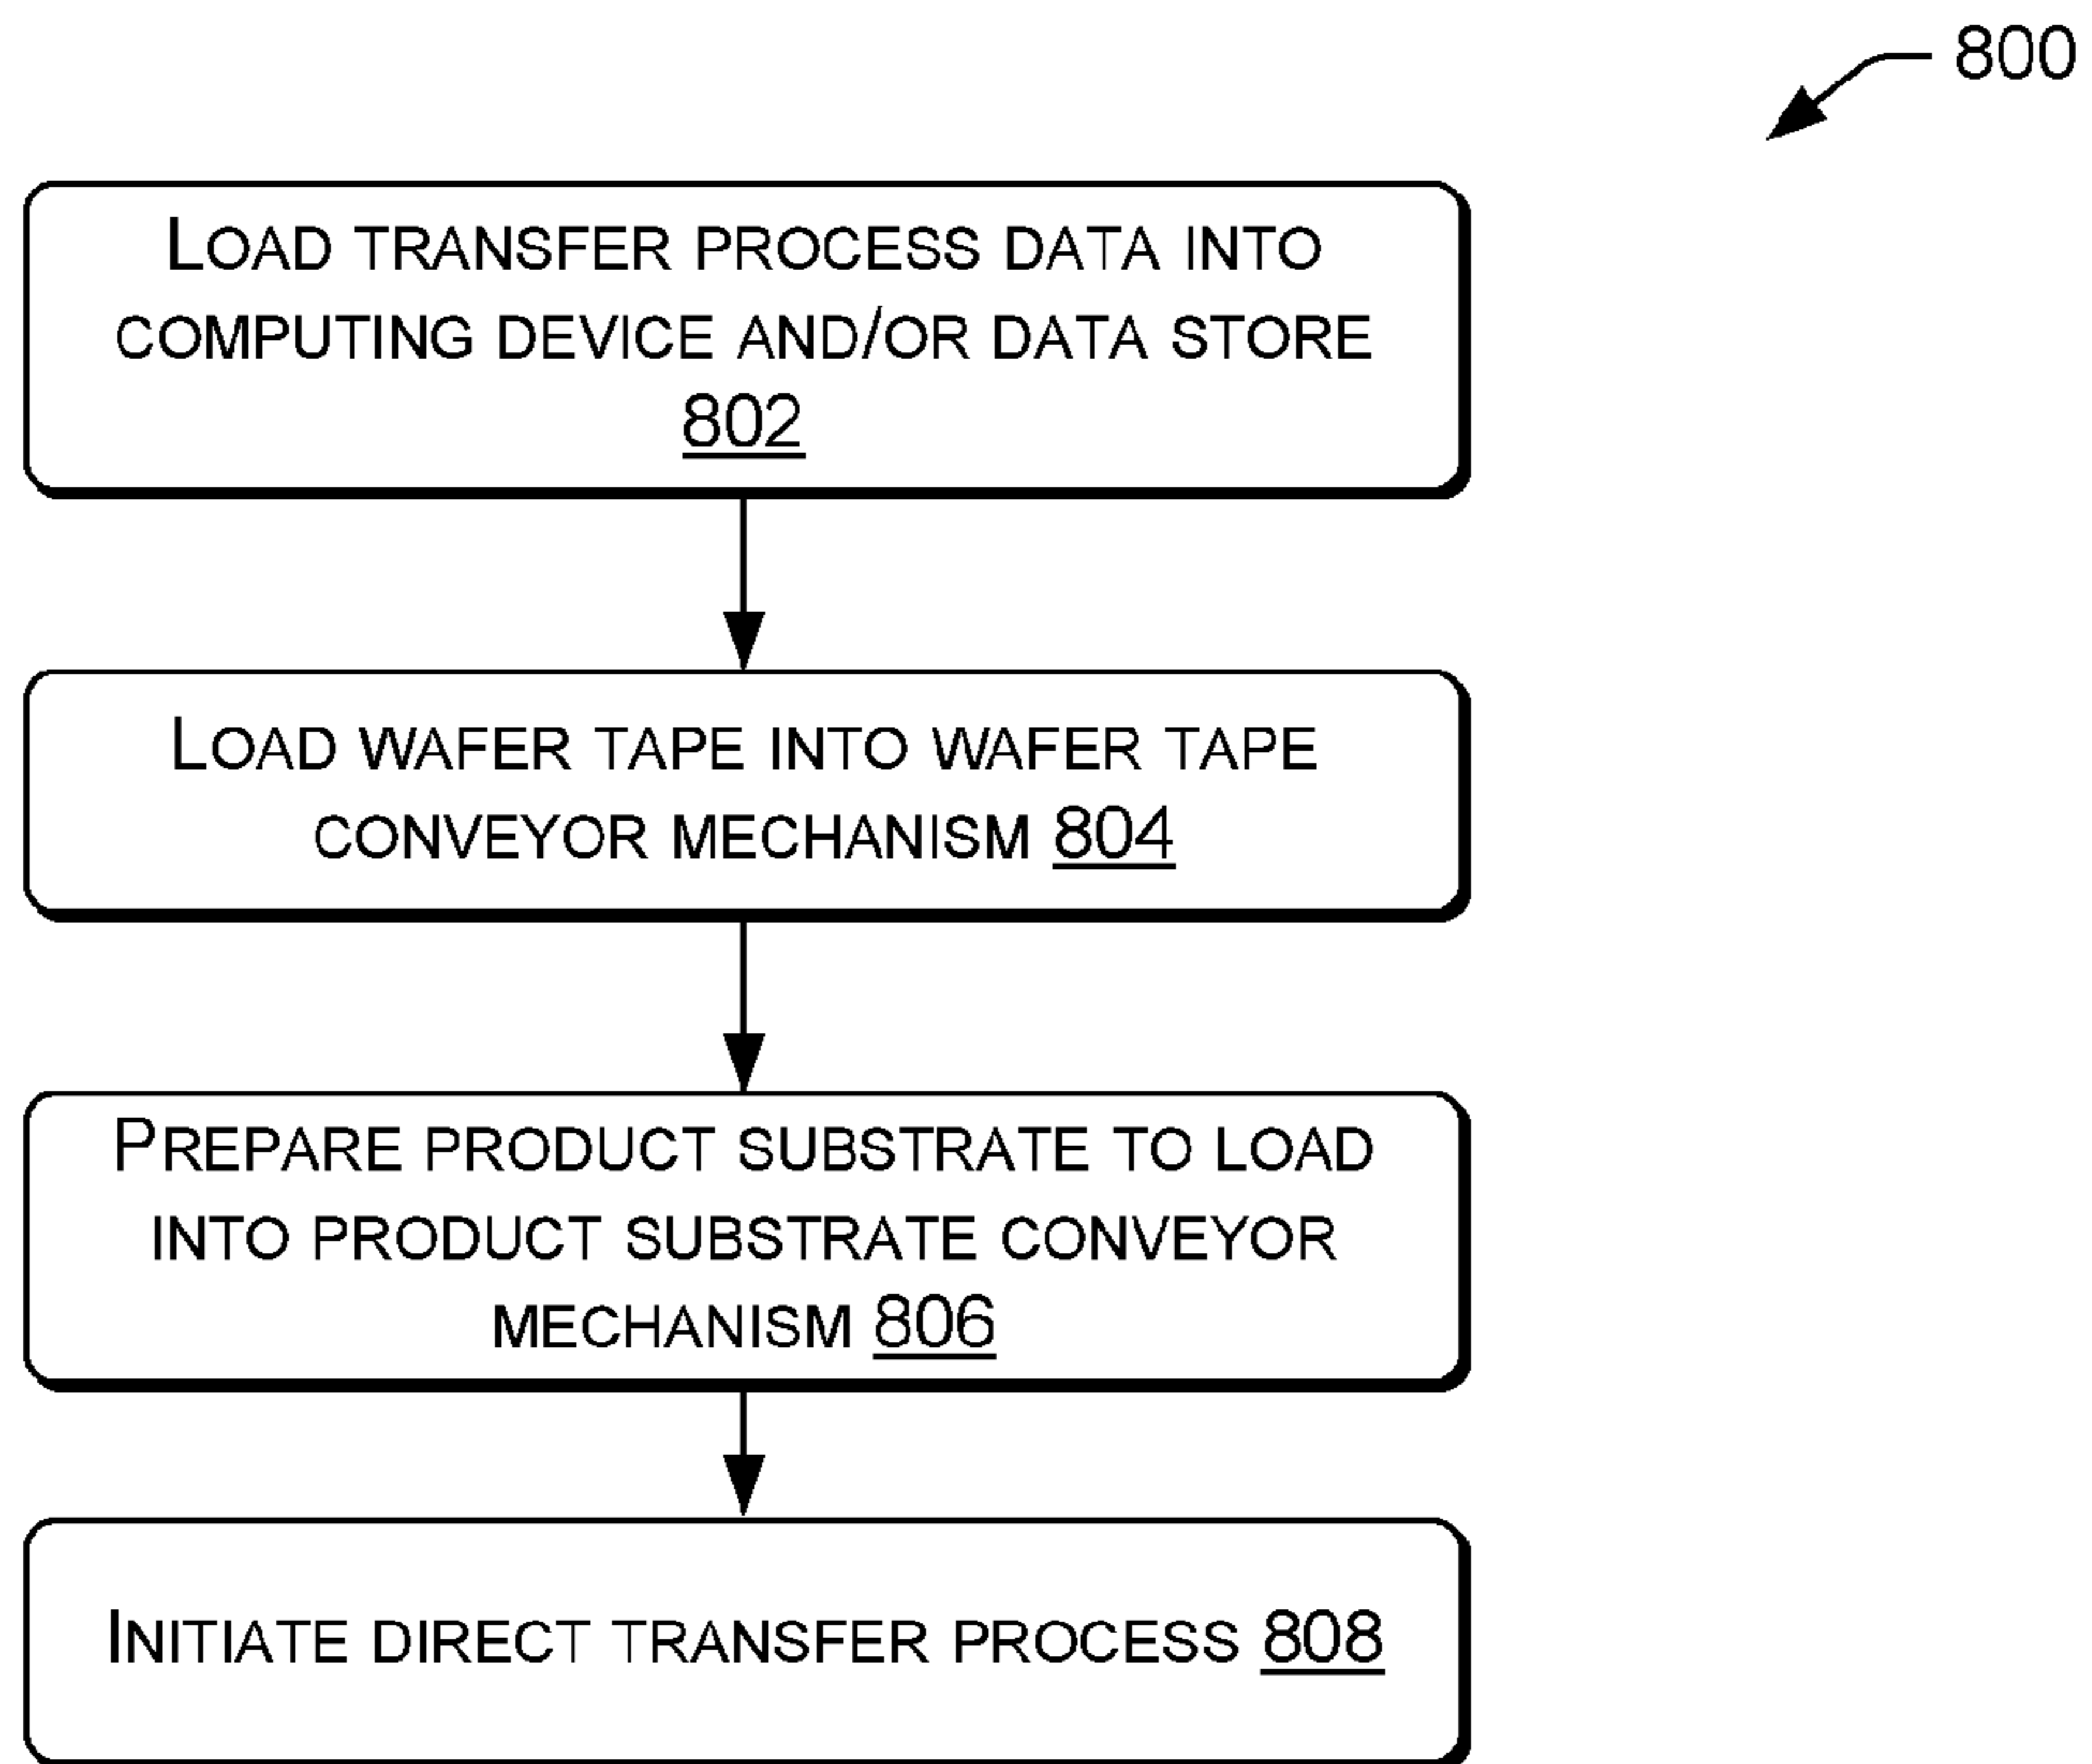 800
LOAD TRANSFER PROCESS DATA INTO
COMPUTING DEVICE AND/OR DATA STORE
802
LOAD WAFER TAPE INTO WAFER TAPE
CONVEYOR MECHANISM 804
PREPARE PRODUCT SUBSTRATE TO LOAD
INTO PRODUCT SUBSTRATE CONVEYOR
MECHANISM 806
INITIATE DIRECT TRANSFER PROCESS 808